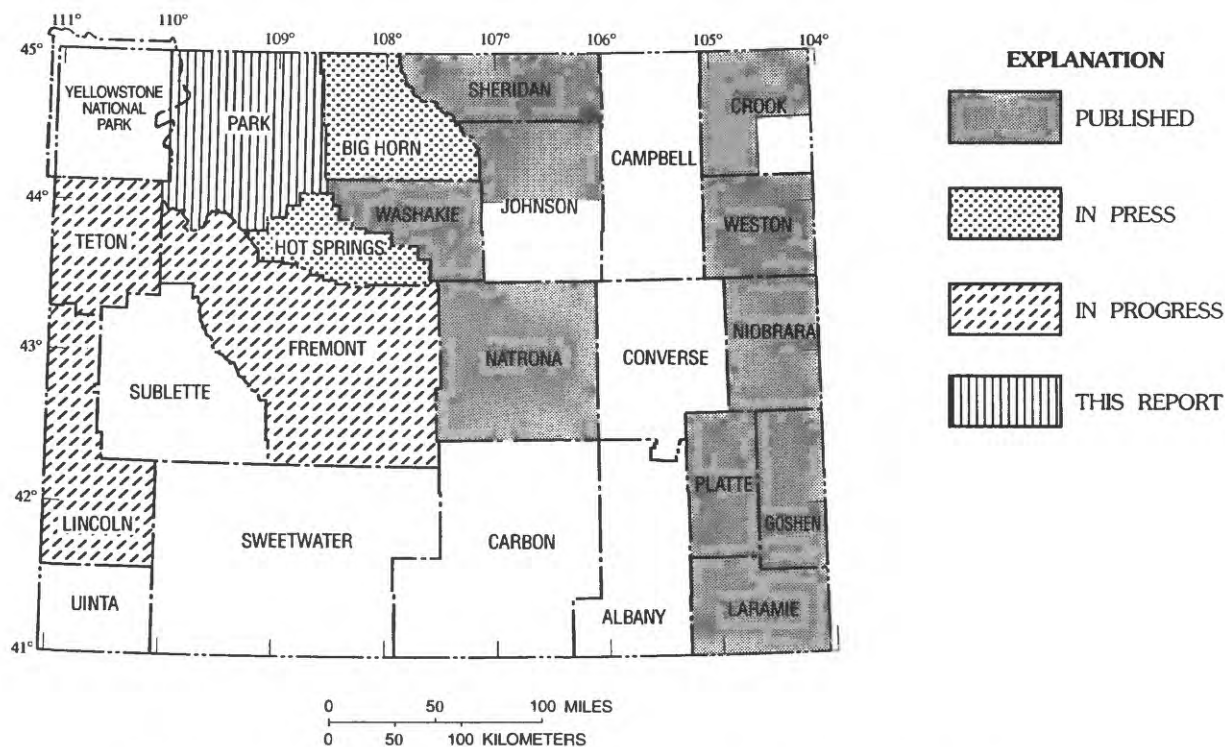 111°
110°
109°
108°
107°
106°
105°
104°
45°
44°
43°
42°
41°
YELLOWSTONE
NATIONAL
PARK
PARK
BIG HORN
SHERIDAN
CAMPBELL
CROOK
TETON
HOT SPRINGS
WASHAKIE
JOHNSON
WESTON
SUBLETTE
FREMONT
NATRONA
CONVERSE
NIOBRARA
LINCOLN
SWEETWATER
CARBON
PLATTE
GOSHEN
UINTA
ALBANY
LARAMIE
0 50 100 MILES
0 50 100 KILOMETERS
EXPLANATION
PUBLISHED
IN PRESS
IN PROGRESS
THIS REPORT